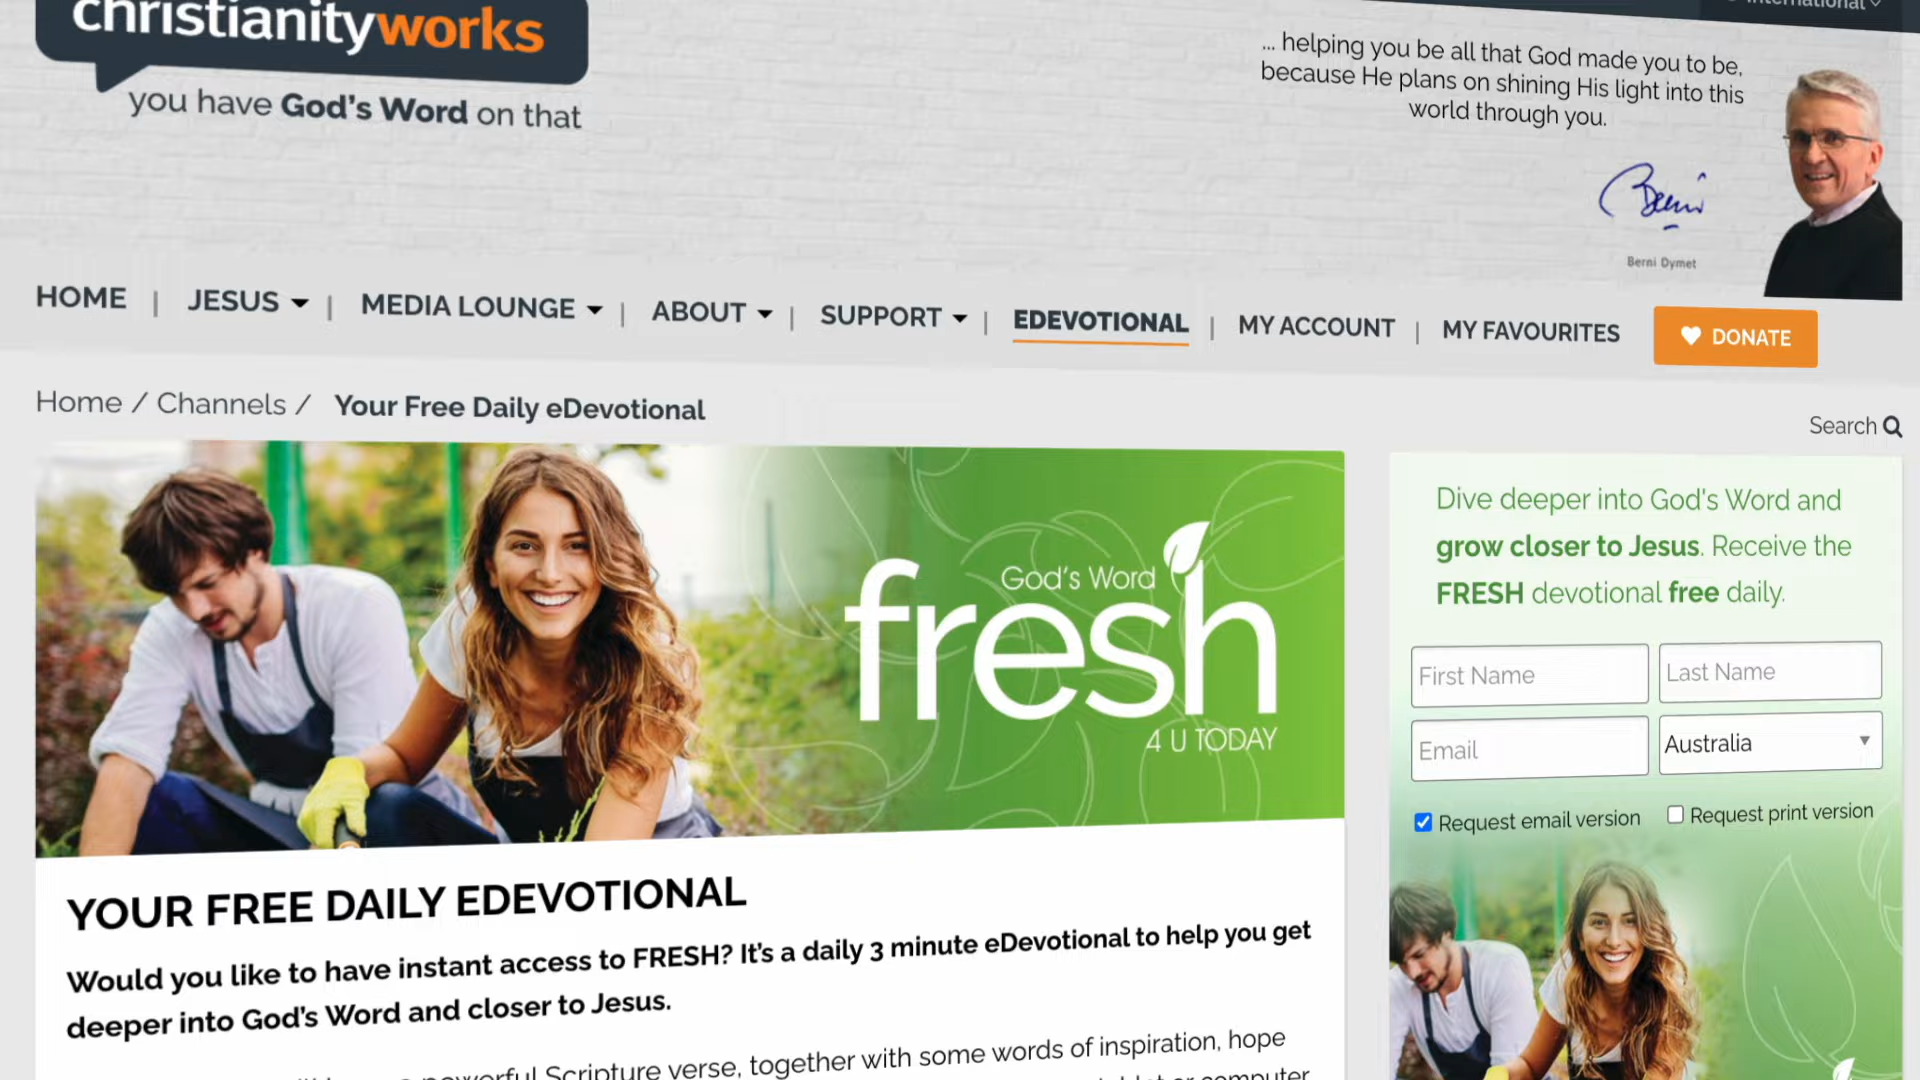 christianityworks
you have God's Word on that
International
... helping you be all that God made you to be,
because He plans on shining His light into this
world through you.
Berni
Berni Dymet
HOME | JESUS | MEDIA LOUNGE | ABOUT | SUPPORT | EDEVOTIONAL | MY ACCOUNT | MY FAVOURITES
DONATE
Home / Channels / Your Free Daily eDevotional
Search
God's Word
fresh
4 U TODAY
Dive deeper into God's Word and
grow closer to Jesus. Receive the
FRESH devotional free daily.
First Name
Last Name
Email
Australia
Request email version
Request print version
YOUR FREE DAILY EDEVOTIONAL
Would you like to have instant access to FRESH? It's a daily 3 minute eDevotional to help you get
deeper into God's Word and closer to Jesus.
powerful Scripture verse, together with some words of inspiration, hope
or computer